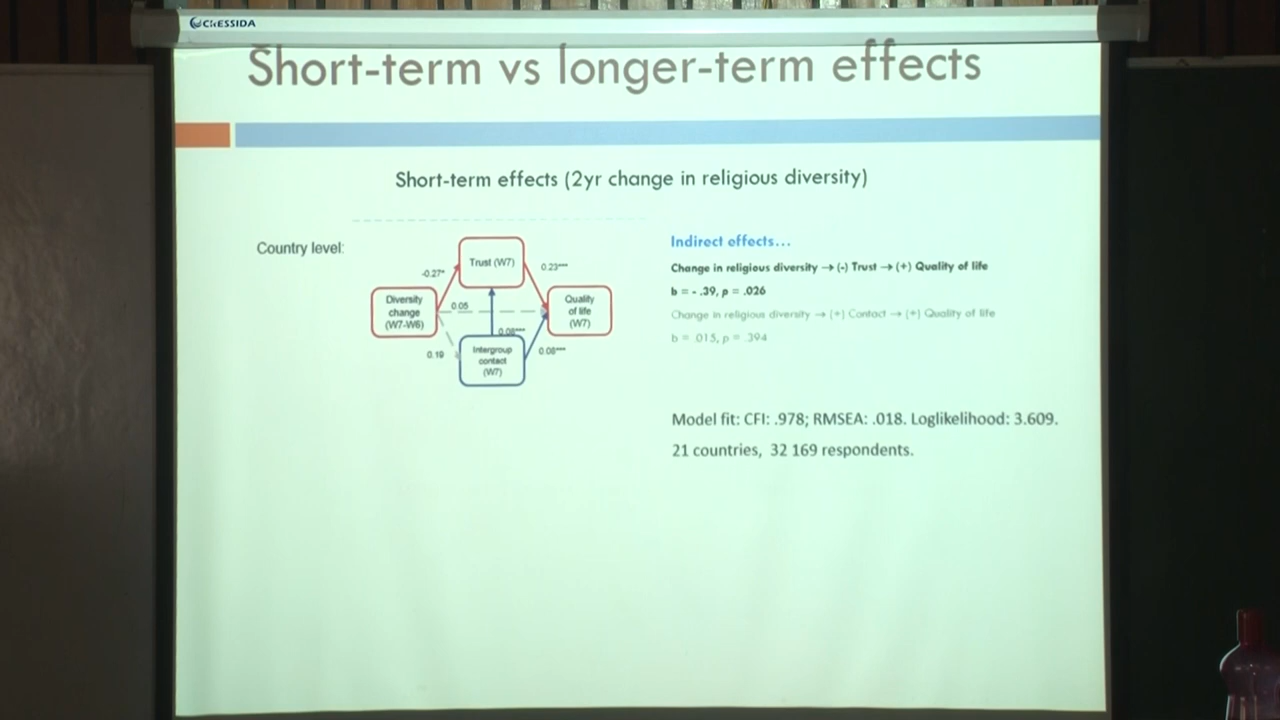 CHESSIDA
Short-term vs longer-term effects
Short-term effects (2yr change in religious diversity)
Country level:
Trust (W7)
-0.27*
0.23***
Diversity
change
(W7-W6)
0.05
Quality
of life
(W7)
0.08***
0.19
Intergroup
contact
(W7)
0.08***
Indirect effects...
Change in religious diversity → (-) Trust → (+) Quality of life
b = - .39, p = .026
Change in religious diversity → (+) Contact → (+) Quality of life
b = .015, p = .394
Model fit: CFI: .978; RMSEA: .018. Loglikelihood: 3.609.
21 countries, 32 169 respondents.